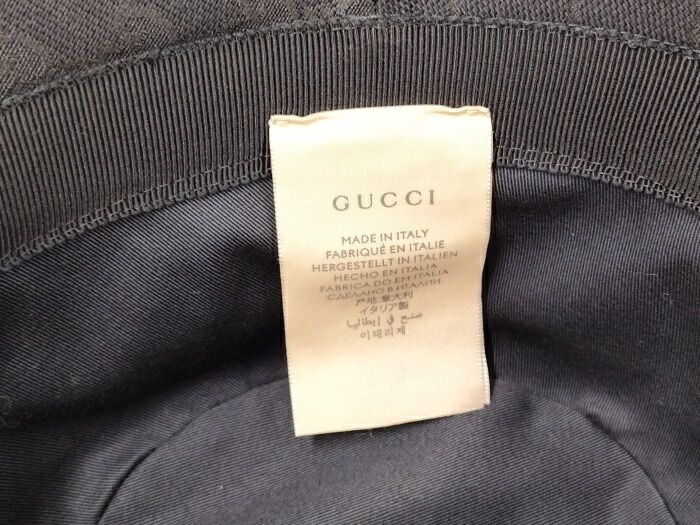 GUCCI
MADE IN ITALY
FABRIQUÉ EN ITALIE
HERGESTELLT IN ITALIEN
HECHO EN ITALIA
FABRICA DO EM ITALIA
СДЕЛАНО В ИТАЛИИ
产地:意大利
イタリア製
صنع في إيطاليا
이태리제